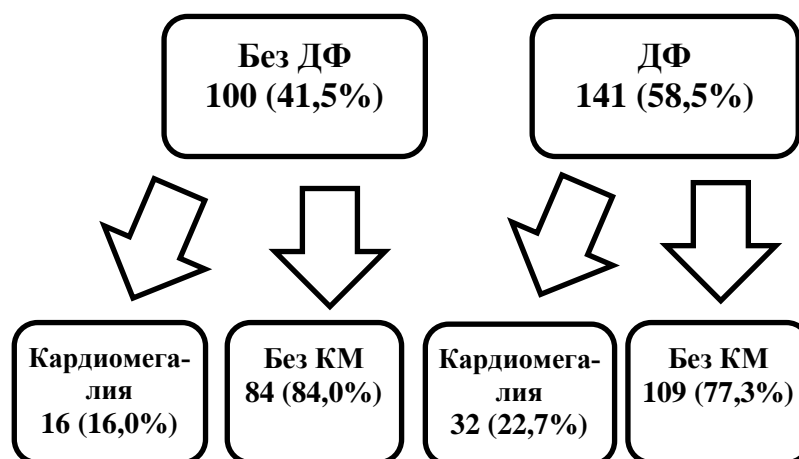 Без ДФ
100 (41,5%)
ДФ
141 (58,5%)
Кардиомега-
лия
16 (16,0%)
Без КМ
84 (84,0%)
Кардиомега-
лия
32 (22,7%)
Без КМ
109 (77,3%)